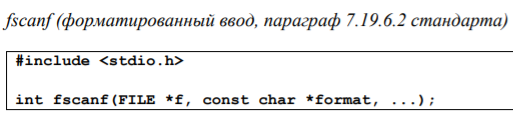 fscanf (форматированный ввод, параграф 7.19.6.2 стандарта)
#include <stdio.h>
int fscanf(FILE *f, const char *format, ...);